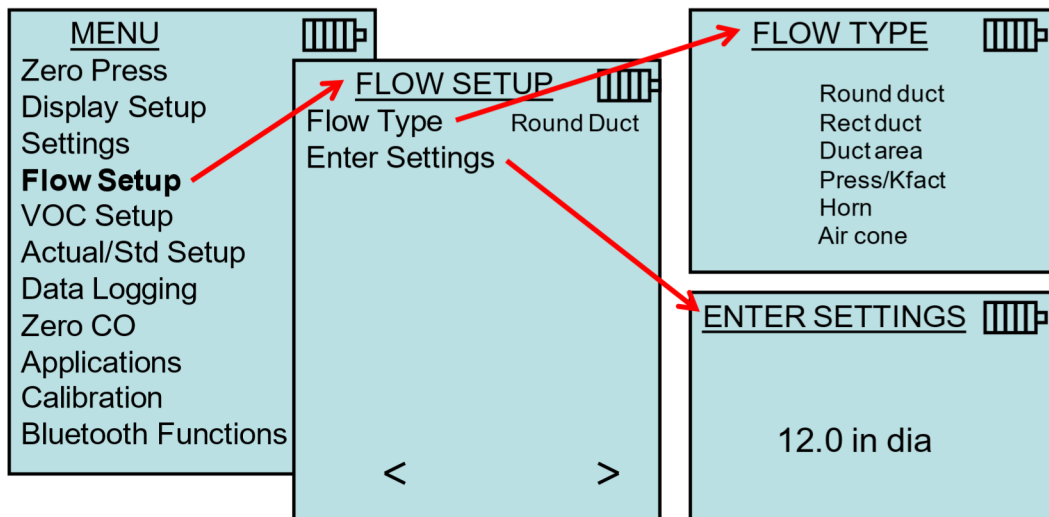 MENU
Zero Press
Display Setup
Settings
Flow Setup
VOC Setup
Actual/Std Setup
Data Logging
Zero CO
Applications
Calibration
Bluetooth Functions
FLOW SETUP
Flow Type Round Duct
Enter Settings
< >
FLOW TYPE
Round duct
Rect duct
Duct area
Press/Kfact
Horn
Air cone
ENTER SETTINGS
12.0 in dia